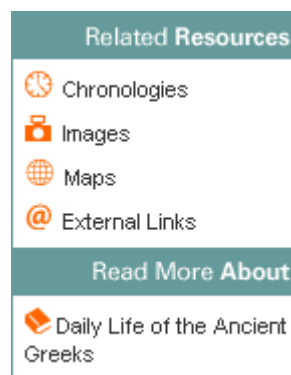 Related Resources
Chronologies
Images
Maps
@ External Links
Read More About
Daily Life of the Ancient
Greeks